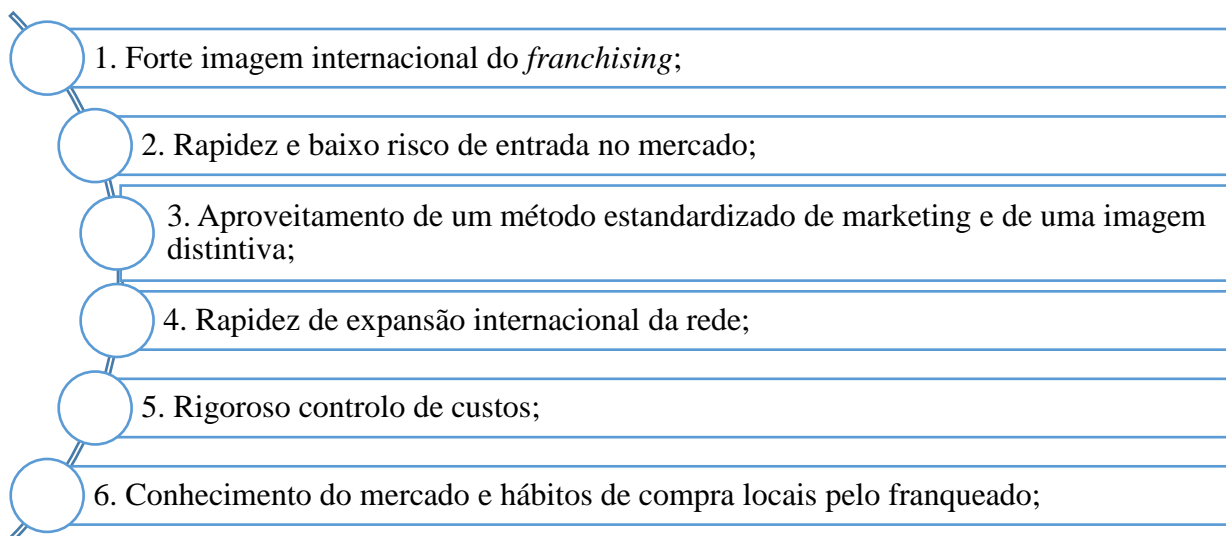 1. Forte imagem internacional do franchising;
2. Rapidez e baixo risco de entrada no mercado;
3. Aproveitamento de um método estandardizado de marketing e de uma imagem
distintiva;
4. Rapidez de expansão internacional da rede;
5. Rigoroso controlo de custos;
6. Conhecimento do mercado e hábitos de compra locais pelo franqueado;